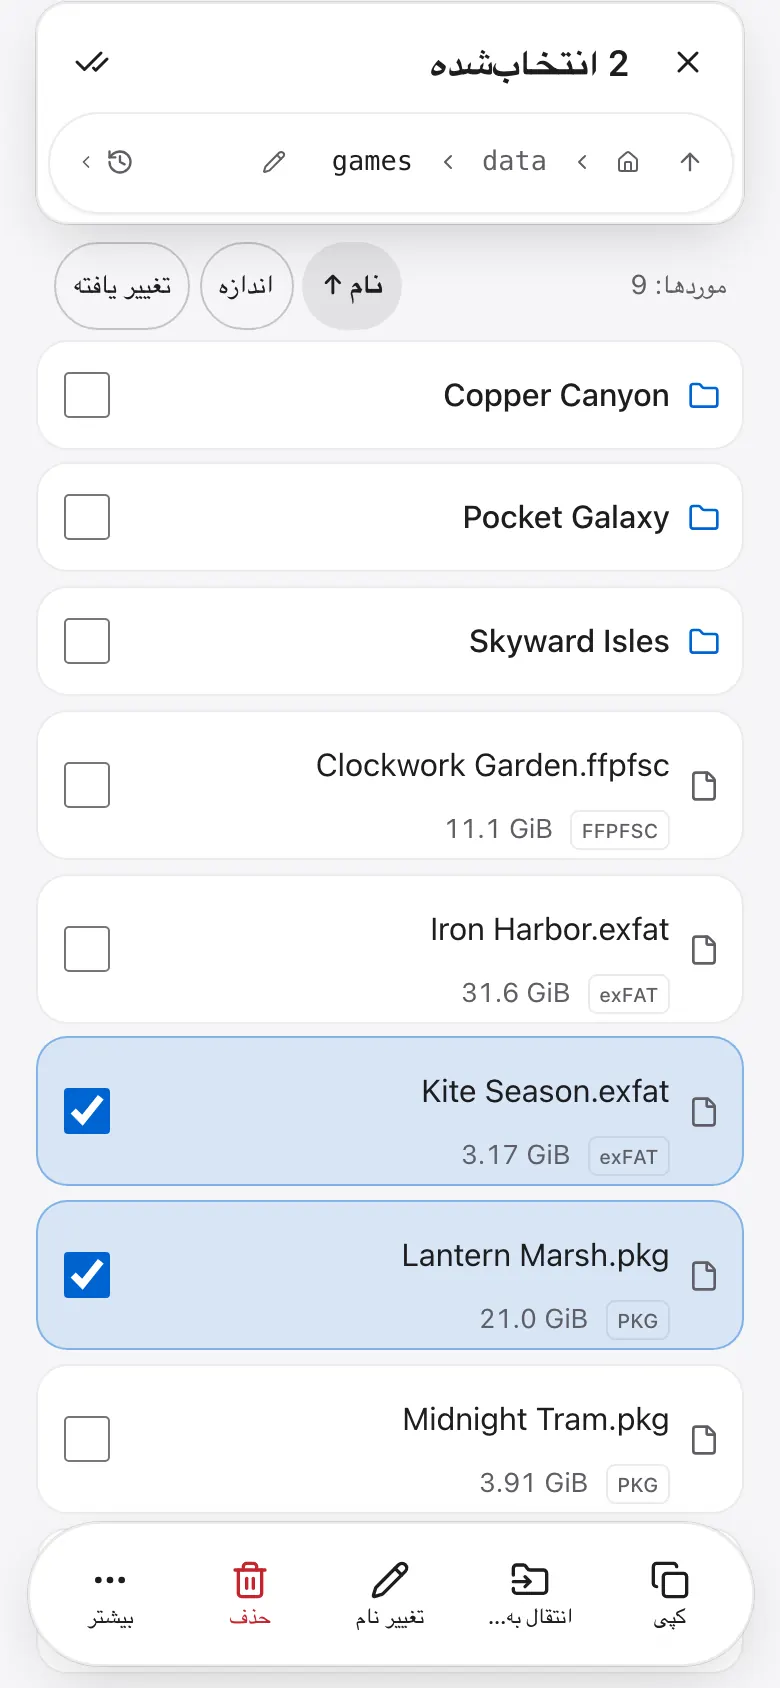 2 انتخاب‌شده
data › games
موردها: 9
نام ↑ اندازه تغییر یافته
Copper Canyon
Pocket Galaxy
Skyward Isles
Clockwork Garden.ffpfsc
FFPFSC 11.1 GiB
Iron Harbor.exfat
exFAT 31.6 GiB
Kite Season.exfat
exFAT 3.17 GiB
Lantern Marsh.pkg
PKG 21.0 GiB
Midnight Tram.pkg
PKG 3.91 GiB
کپی انتقال به... تغییر نام حذف بیشتر